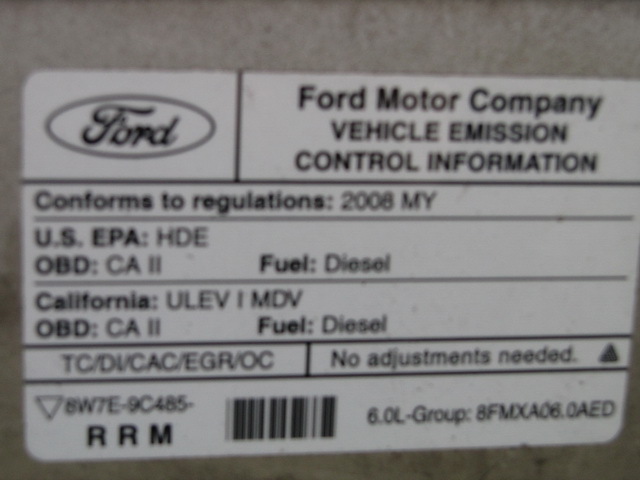 Ford
Ford Motor Company
VEHICLE EMISSION
CONTROL INFORMATION
Conforms to regulations: 2008 MY
U.S. EPA: HDE
OBD: CA II Fuel: Diesel
California: ULEV I MDV
OBD: CA II Fuel: Diesel
TC/DI/CAC/EGR/OC No adjustments needed.
8W7E-9C485-
RRM
6.0L-Group: 8FMXA06.0AED